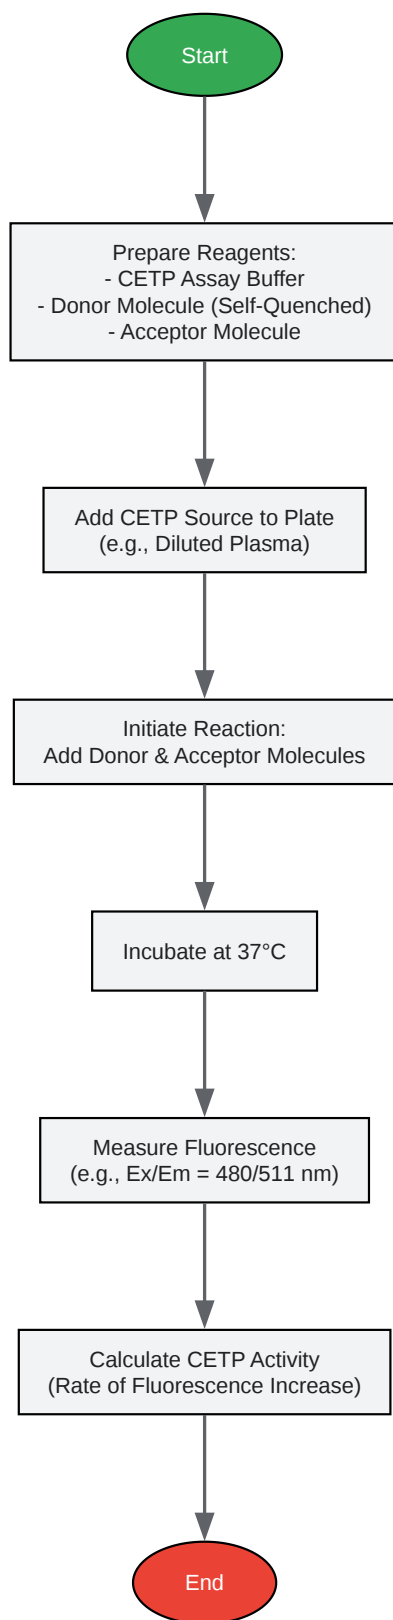 Start
Prepare Reagents:
- CETP Assay Buffer
- Donor Molecule (Self-Quenched)
- Acceptor Molecule
Add CETP Source to Plate
(e.g., Diluted Plasma)
Initiate Reaction:
Add Donor & Acceptor Molecules
Incubate at 37°C
Measure Fluorescence
(e.g., Ex/Em = 480/511 nm)
Calculate CETP Activity
(Rate of Fluorescence Increase)
End